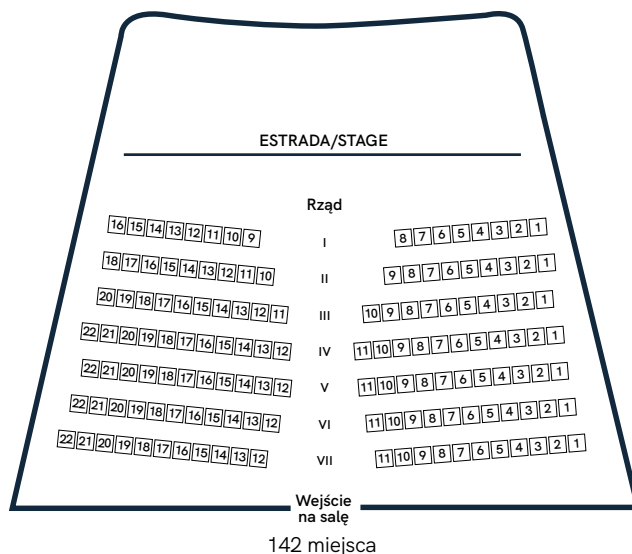 ESTRADA/STAGE
Rząd
16 15 14 13 12 11 10 9 I 8 7 6 5 4 3 2 1
18 17 16 15 14 13 12 11 10 II 9 8 7 6 5 4 3 2 1
20 19 18 17 16 15 14 13 12 11 III 10 9 8 7 6 5 4 3 2 1
22 21 20 19 18 17 16 15 14 13 12 IV 11 10 9 8 7 6 5 4 3 2 1
22 21 20 19 18 17 16 15 14 13 12 V 11 10 9 8 7 6 5 4 3 2 1
22 21 20 19 18 17 16 15 14 13 12 VI 11 10 9 8 7 6 5 4 3 2 1
22 21 20 19 18 17 16 15 14 13 12 VII 11 10 9 8 7 6 5 4 3 2 1
Wejście
na salę
142 miejsca